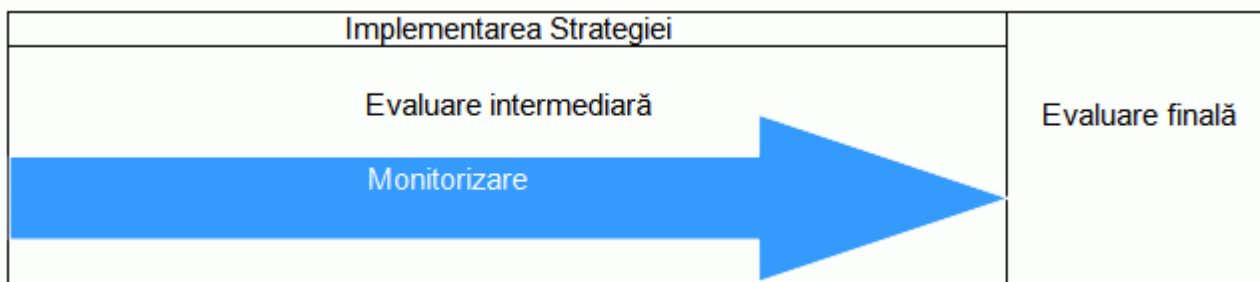 Implementarea Strategiei
Evaluare intermediară
Evaluare finală
Monitorizare